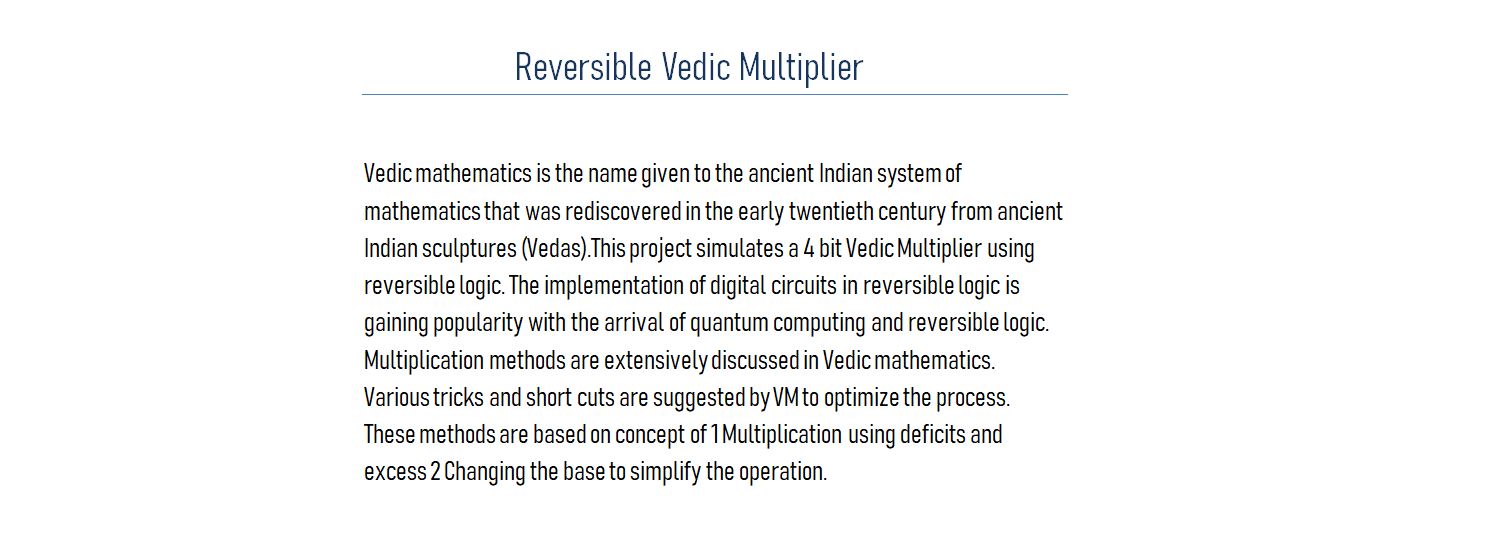 Reversible Vedic Multiplier
Vedic mathematics is the name given to the ancient Indian system of
mathematics that was rediscovered in the early twentieth century from ancient
Indian sculptures (Vedas).This project simulates a 4 bit Vedic Multiplier using
reversible logic. The implementation of digital circuits in reversible logic is
gaining popularity with the arrival of quantum computing and reversible logic.
Multiplication methods are extensively discussed in Vedic mathematics.
Various tricks and short cuts are suggested by VM to optimize the process.
These methods are based on concept of 1 Multiplication using deficits and
excess 2 Changing the base to simplify the operation.